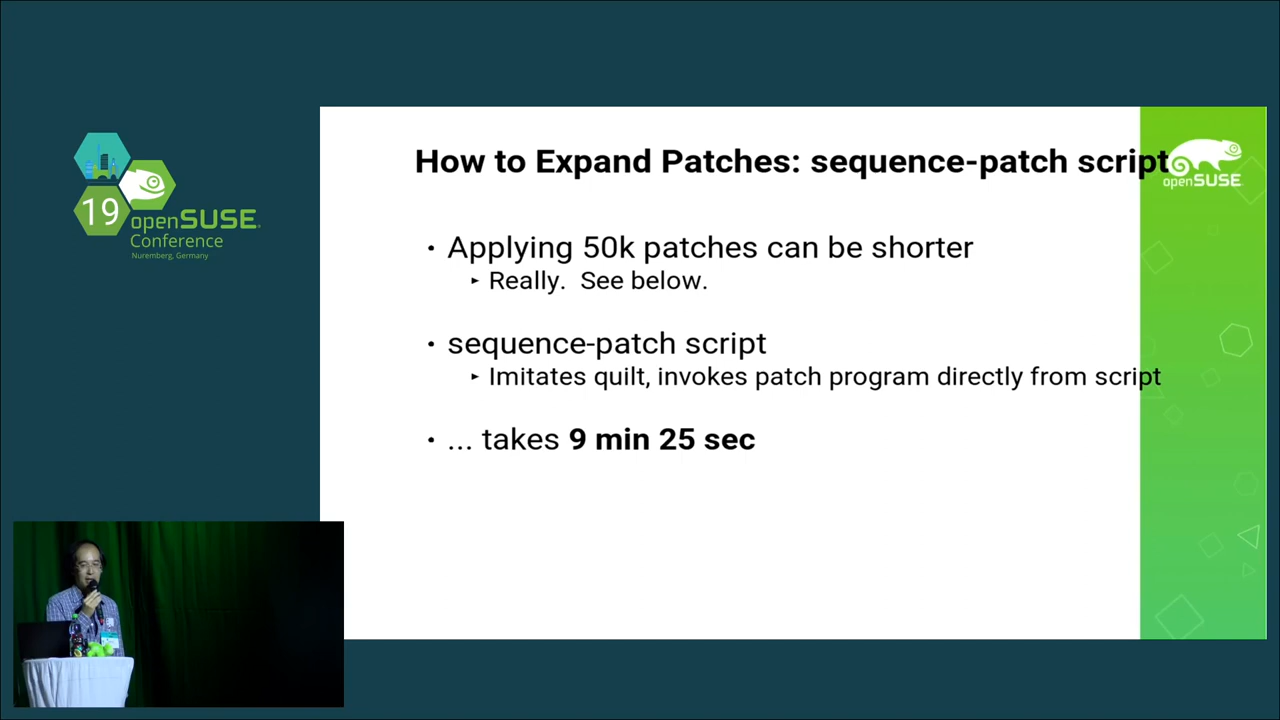 19
openSUSE
Conference
Nuremberg, Germany
How to Expand Patches: sequence-patch script
openSUSE
• Applying 50k patches can be shorter
‣ Really. See below.
• sequence-patch script
‣ Imitates quilt, invokes patch program directly from script
• ... takes 9 min 25 sec